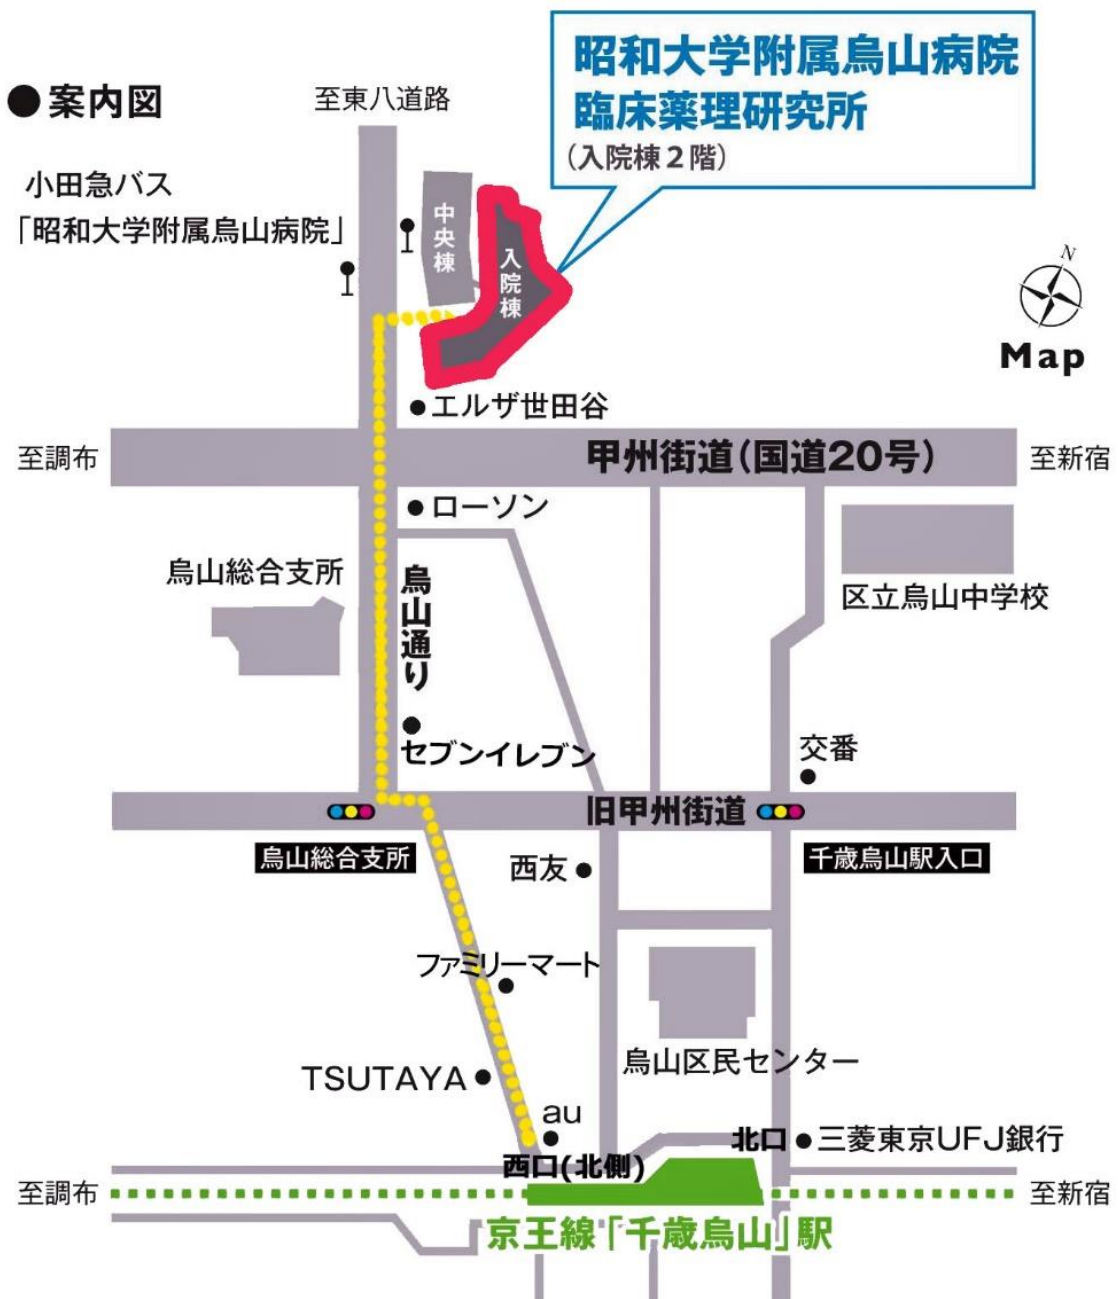 昭和大学附属烏山病院
臨床薬理研究所
(入院棟2階)
●案内図
至東八道路
小田急バス
「昭和大学附属烏山病院」
中央棟
入院棟
N
Map
エルザ世田谷
至調布
甲州街道(国道20号)
至新宿
ローソン
烏山総合支所
烏山通り
区立烏山中学校
セブンイレブン
交番
旧甲州街道
烏山総合支所
西友
千歳烏山駅入口
ファミリーマート
烏山区民センター
TSUTAYA
au
北口
三菱東京UFJ銀行
西口(北側)
至調布
至新宿
京王線「千歳烏山」駅